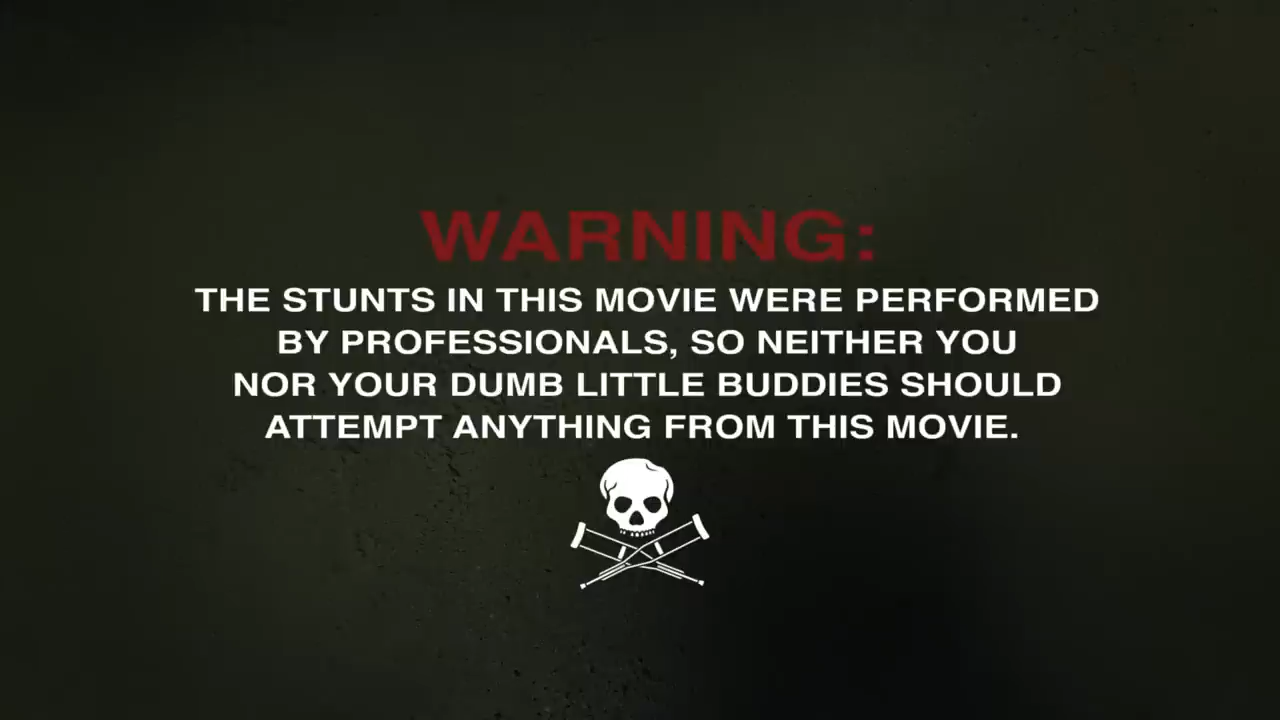 WARNING:
THE STUNTS IN THIS MOVIE WERE PERFORMED
BY PROFESSIONALS, SO NEITHER YOU
NOR YOUR DUMB LITTLE BUDDIES SHOULD
ATTEMPT ANYTHING FROM THIS MOVIE.